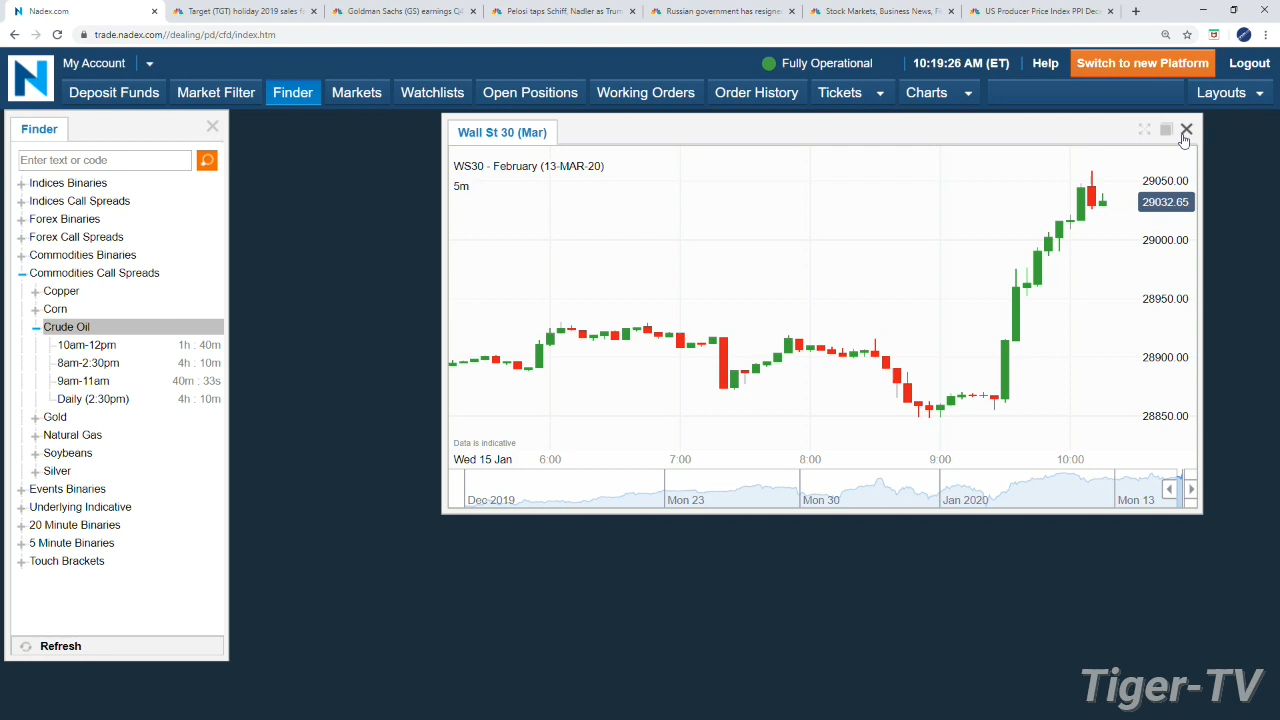 Nadex.com
Target (TGT) holiday 2019 sales fa
Goldman Sachs (GS) earnings Q4
Pelosi taps Schiff, Nadler as Trum
Russian government has resigned
Stock Markets, Business News, Fi
US Producer Price Index PPI Dece
trade.nadex.com/dealing/pd/cfd/index.htm
My Account
Fully Operational
10:19:26 AM (ET)
Help
Switch to new Platform
Logout
Deposit Funds
Market Filter
Finder
Markets
Watchlists
Open Positions
Working Orders
Order History
Tickets
Charts
Layouts
Finder
Enter text or code
Indices Binaries
Indices Call Spreads
Forex Binaries
Forex Call Spreads
Commodities Binaries
Commodities Call Spreads
Copper
Corn
Crude Oil
10am-12pm 1h : 40m
8am-2:30pm 4h : 10m
9am-11am 40m : 33s
Daily (2:30pm) 4h : 10m
Gold
Natural Gas
Soybeans
Silver
Events Binaries
Underlying Indicative
20 Minute Binaries
5 Minute Binaries
Touch Brackets
Refresh
Wall St 30 (Mar)
WS30 - February (13-MAR-20)
5m
29050.00
29032.65
29000.00
28950.00
28900.00
28850.00
Data is indicative
Wed 15 Jan 6:00 7:00 8:00 9:00 10:00
Dec 2019 Mon 23 Mon 30 Jan 2020 Mon 13
Tiger-TV